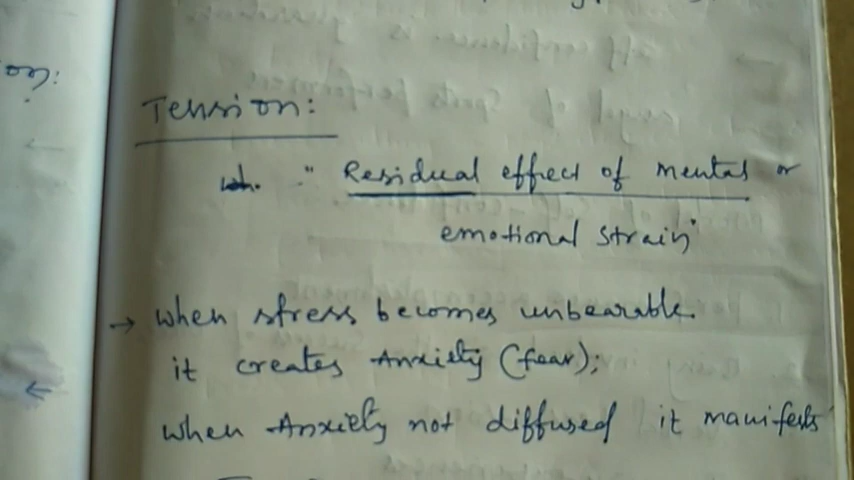 on:
Tension:
"Residual effect of mental or
emotional strain"
→ when stress becomes unbearable.
it creates Anxiety (fear);
when Anxiety not diffused it manifests